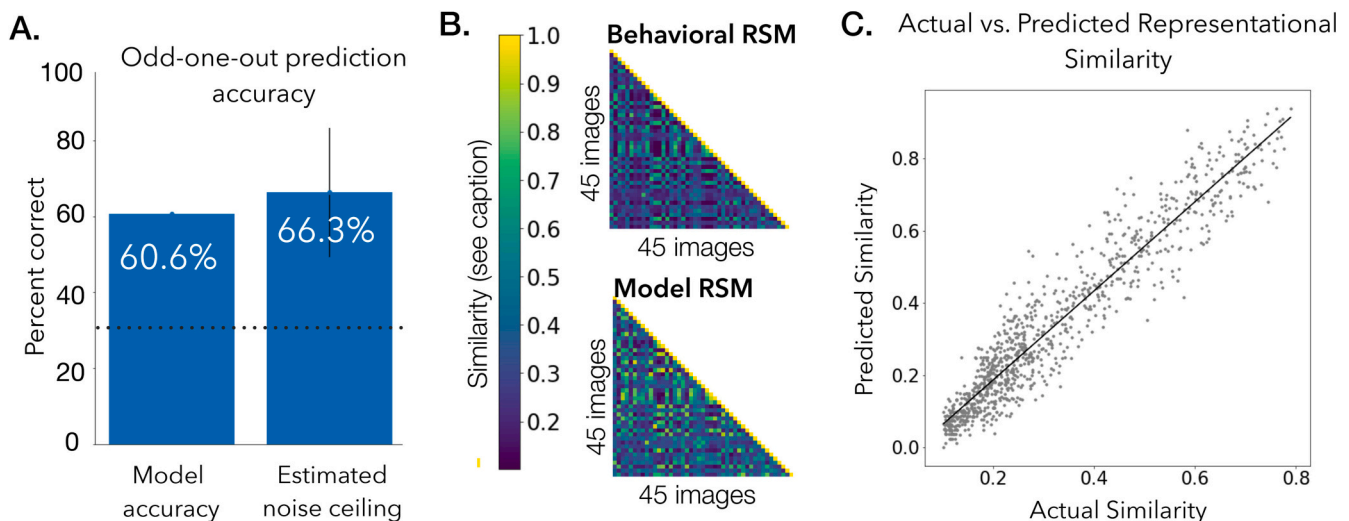 A.
Odd-one-out prediction
accuracy
Percent correct
100
80
60
40
20
0
60.6%
66.3%
Model
accuracy
Estimated
noise ceiling
B.
Similarity (see caption)
1.0
0.9
0.8
0.7
0.6
0.5
0.4
0.3
0.2
Behavioral RSM
45 images
45 images
Model RSM
45 images
45 images
C.
Actual vs. Predicted Representational
Similarity
Predicted Similarity
0.8
0.6
0.4
0.2
0.0
0.2
0.4
0.6
0.8
Actual Similarity